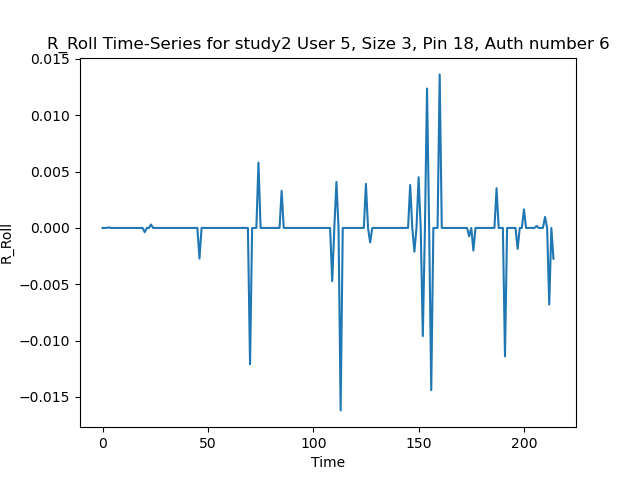 R_Roll Time-Series for study2 User 5, Size 3, Pin 18, Auth number 6
0.015
0.010
0.005
0.000
−0.005
−0.010
−0.015
R_Roll
0 50 100 150 200
Time